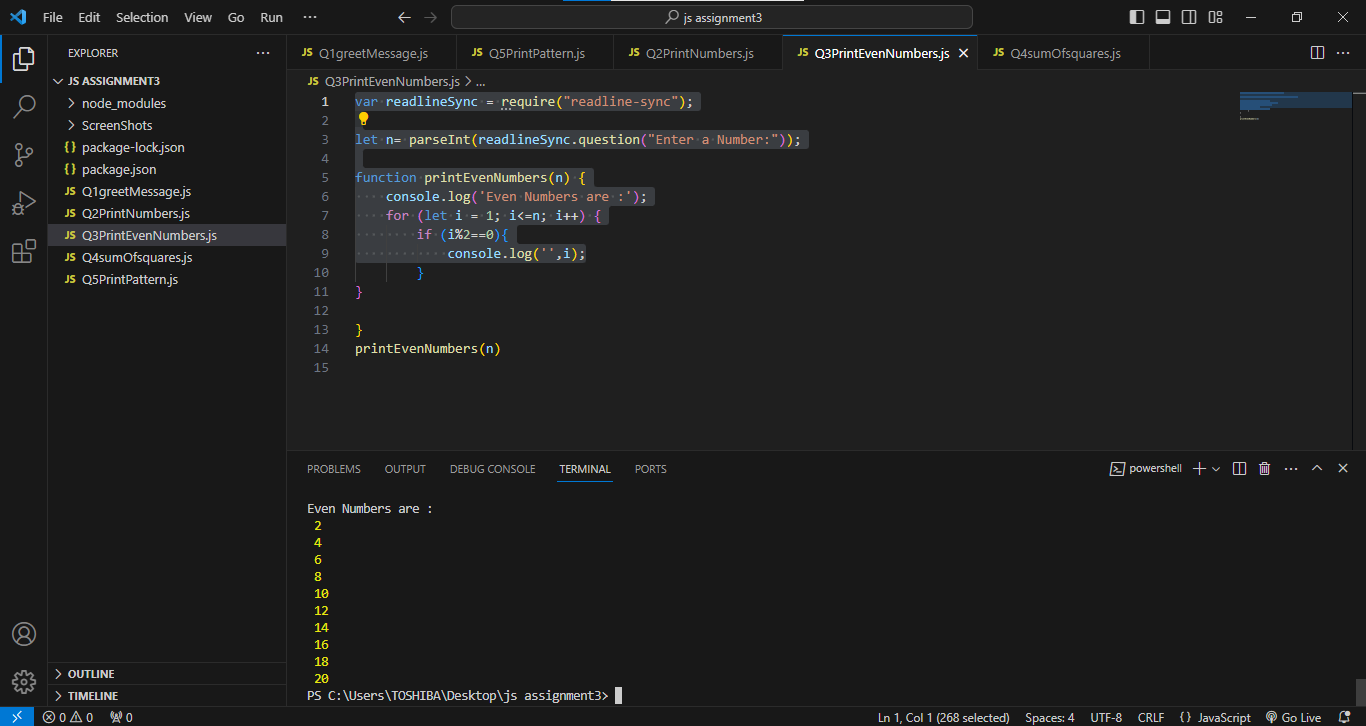 File Edit Selection View Go Run ··· js assignment3
EXPLORER ···
JS ASSIGNMENT3
node_modules
ScreenShots
{} package-lock.json
{} package.json
JS Q1greetMessage.js
JS Q2PrintNumbers.js
JS Q3PrintEvenNumbers.js
JS Q4sumOfsquares.js
JS Q5PrintPattern.js
OUTLINE
TIMELINE
JS Q1greetMessage.js JS Q5PrintPattern.js JS Q2PrintNumbers.js JS Q3PrintEvenNumbers.js JS Q4sumOfsquares.js
JS Q3PrintEvenNumbers.js > ...
1 var readlineSync = require("readline-sync");
2
3 let n= parseInt(readlineSync.question("Enter a Number:"));
4
5 function printEvenNumbers(n) {
6 console.log('Even Numbers are :');
7 for (let i = 1; i<=n; i++) {
8 if (i%2==0){
9 console.log('',i);
10 }
11 }
12
13 }
14 printEvenNumbers(n)
15
PROBLEMS OUTPUT DEBUG CONSOLE TERMINAL PORTS powershell
Even Numbers are :
2
4
6
8
10
12
14
16
18
20
PS C:\Users\TOSHIBA\Desktop\js assignment3>
0 0 0 Ln 1, Col 1 (268 selected) Spaces: 4 UTF-8 CRLF {} JavaScript Go Live